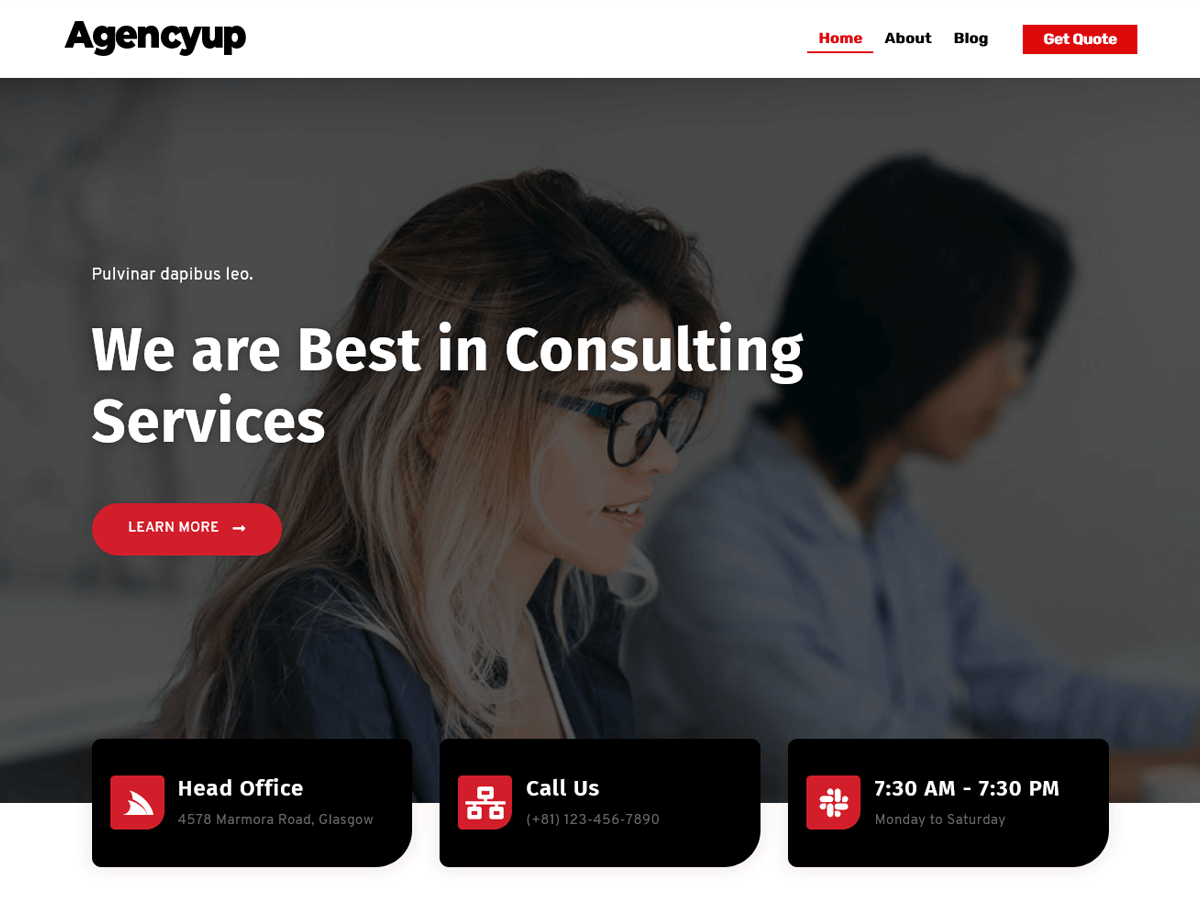 Agencyup
Home About Blog Get Quote
Pulvinar dapibus leo.
We are Best in Consulting
Services
LEARN MORE
Head Office
4578 Marmora Road, Glasgow
Call Us
(+81) 123-456-7890
7:30 AM - 7:30 PM
Monday to Saturday